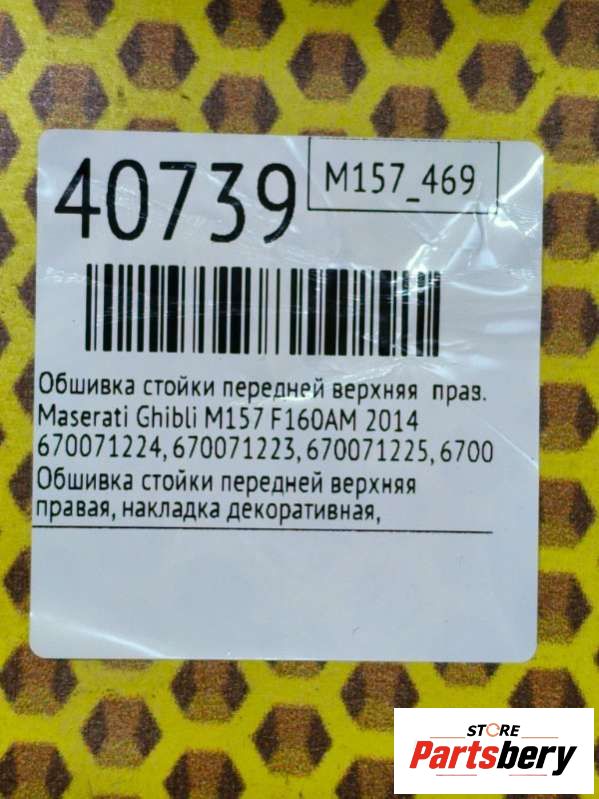 40739
M157_469
Обшивка стойки передней верхняя прав.
Maserati Ghibli M157 F160AM 2014
670071224, 670071223, 670071225, 6700
Обшивка стойки передней верхняя
правая, накладка декоративная,
STORE
Partsbery